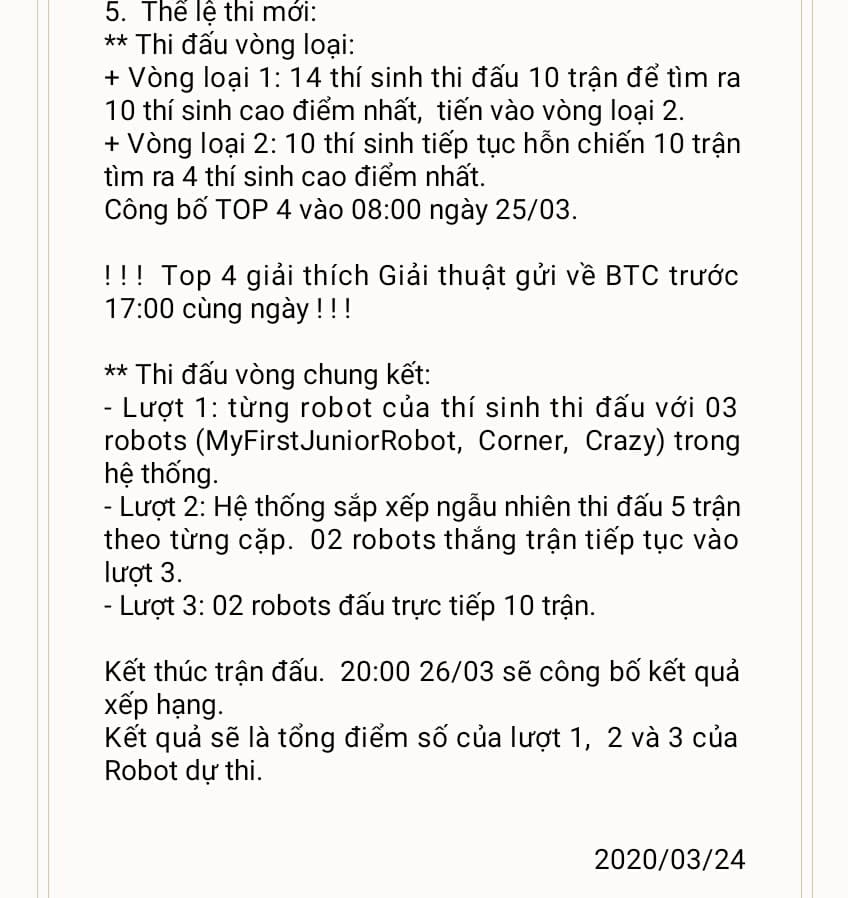 5. Thể lệ thi mới:
** Thi đấu vòng loại:
+ Vòng loại 1: 14 thí sinh thi đấu 10 trận để tìm ra
10 thí sinh cao điểm nhất, tiến vào vòng loại 2.
+ Vòng loại 2: 10 thí sinh tiếp tục hỗn chiến 10 trận
tìm ra 4 thí sinh cao điểm nhất.
Công bố TOP 4 vào 08:00 ngày 25/03.
!!! Top 4 giải thích Giải thuật gửi về BTC trước
17:00 cùng ngày !!!
** Thi đấu vòng chung kết:
- Lượt 1: từng robot của thí sinh thi đấu với 03
robots (MyFirstJuniorRobot, Corner, Crazy) trong
hệ thống.
- Lượt 2: Hệ thống sắp xếp ngẫu nhiên thi đấu 5 trận
theo từng cặp. 02 robots thắng trận tiếp tục vào
lượt 3.
- Lượt 3: 02 robots đấu trực tiếp 10 trận.
Kết thúc trận đấu. 20:00 26/03 sẽ công bố kết quả
xếp hạng.
Kết quả sẽ là tổng điểm số của lượt 1, 2 và 3 của
Robot dự thi.
2020/03/24